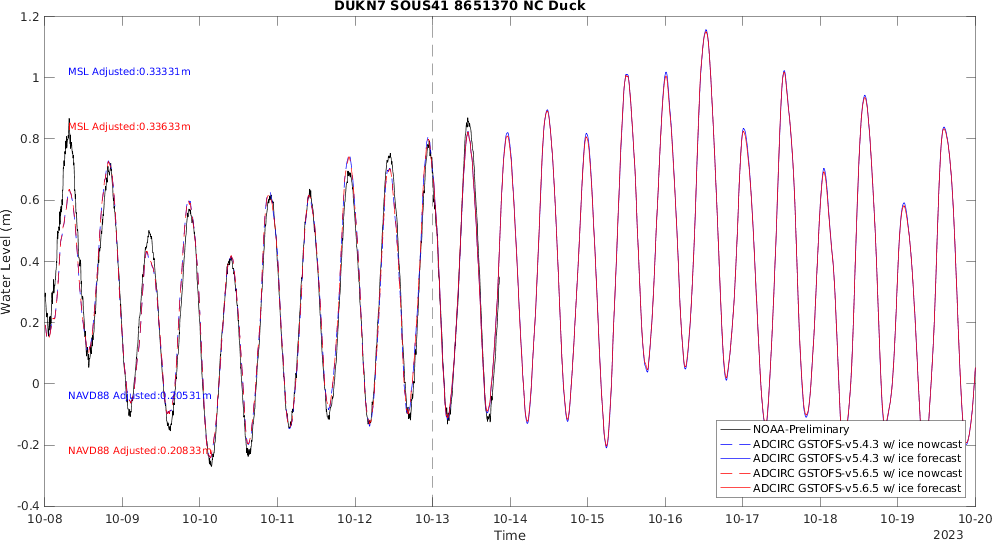 DUKN7 SOUS41 8651370 NC Duck
1.2
1
0.8
0.6
0.4
0.2
0
-0.2
-0.4
Water Level (m)
MSL Adjusted:0.33331m
MSL Adjusted:0.33633m
NAVD88 Adjusted:0.20531m
NAVD88 Adjusted:0.20833m
NOAA-Preliminary
ADCIRC GSTOFS-v5.4.3 w/ ice nowcast
ADCIRC GSTOFS-v5.4.3 w/ ice forecast
ADCIRC GSTOFS-v5.6.5 w/ ice nowcast
ADCIRC GSTOFS-v5.6.5 w/ ice forecast
10-08 10-09 10-10 10-11 10-12 10-13 10-14 10-15 10-16 10-17 10-18 10-19 10-20
Time
2023